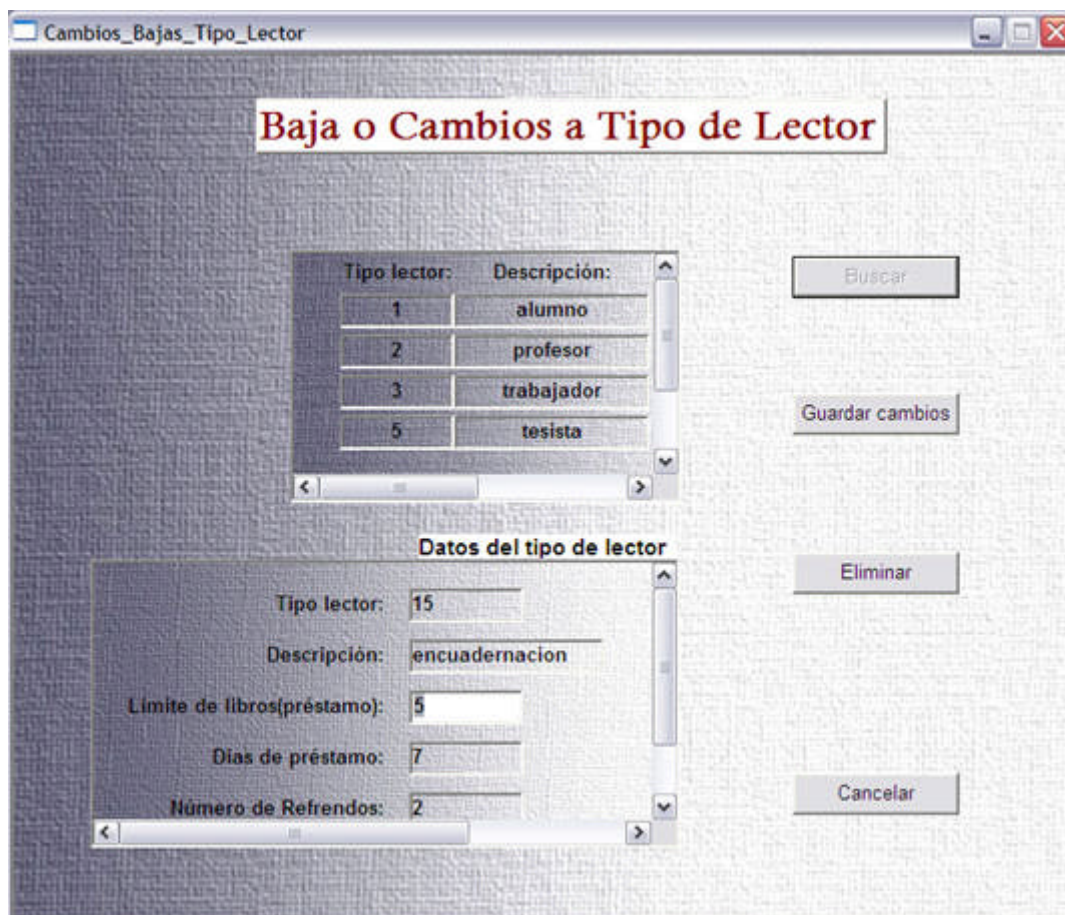 Cambios_Bajas_Tipo_Lector
Baja o Cambios a Tipo de Lector
Tipo lector: Descripción:
1 alumno
2 profesor
3 trabajador
5 tesista
Buscar
Guardar cambios
Eliminar
Cancelar
Datos del tipo de lector
Tipo lector: 15
Descripción: encuadernacion
Limite de libros(préstamo): 5
Dias de préstamo: 7
Número de Refrendos: 2